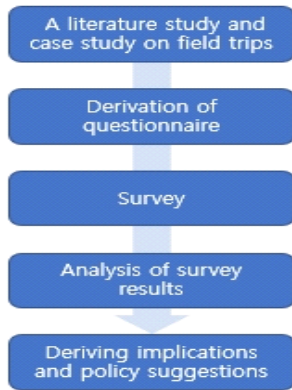 A literature study and
case study on field trips
Derivation of
questionnaire
Survey
Analysis of survey
results
Deriving implications
and policy suggestions